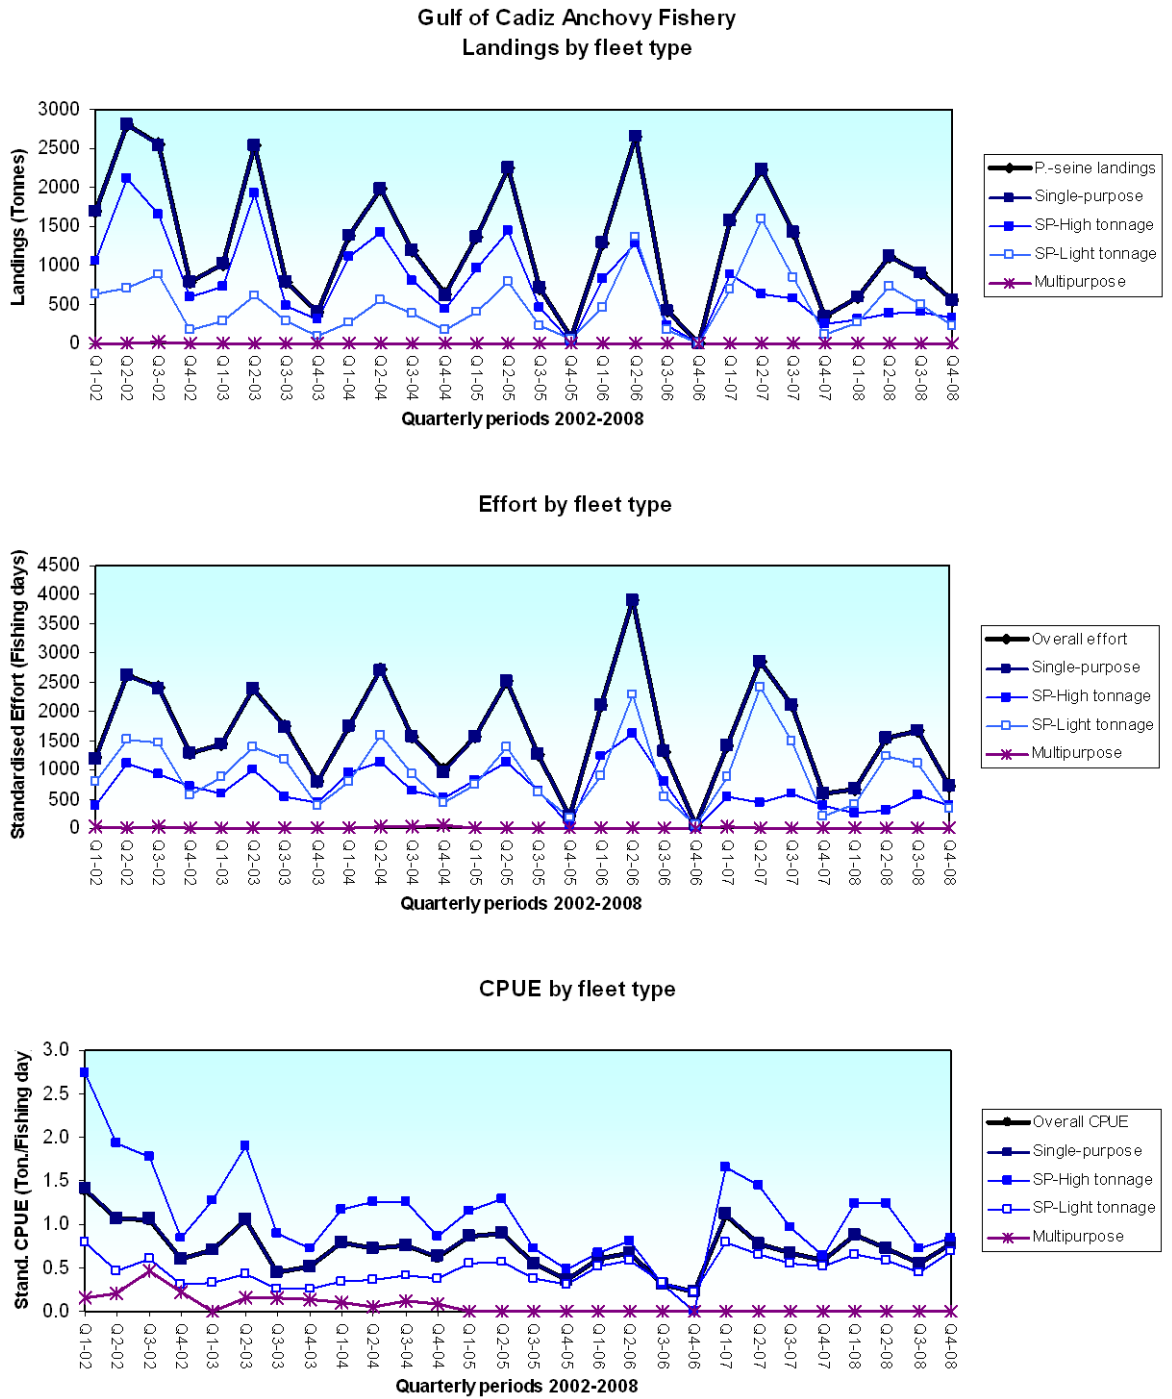 Gulf of Cadiz Anchovy Fishery
Landings by fleet type
Landings (Tonnes)
3000
2500
2000
1500
1000
500
0
Q1-02
Q2-02
Q3-02
Q4-02
Q1-03
Q2-03
Q3-03
Q4-03
Q1-04
Q2-04
Q3-04
Q4-04
Q1-05
Q2-05
Q3-05
Q4-05
Q1-06
Q2-06
Q3-06
Q4-06
Q1-07
Q2-07
Q3-07
Q4-07
Q1-08
Q2-08
Q3-08
Q4-08
Quarterly periods 2002-2008
P.-seine landings
Single-purpose
SP-High tonnage
SP-Light tonnage
Multipurpose
Effort by fleet type
Standardised Effort (Fishing days)
4500
4000
3500
3000
2500
2000
1500
1000
500
0
Q1-02
Q2-02
Q3-02
Q4-02
Q1-03
Q2-03
Q3-03
Q4-03
Q1-04
Q2-04
Q3-04
Q4-04
Q1-05
Q2-05
Q3-05
Q4-05
Q1-06
Q2-06
Q3-06
Q4-06
Q1-07
Q2-07
Q3-07
Q4-07
Q1-08
Q2-08
Q3-08
Q4-08
Quarterly periods 2002-2008
Overall effort
Single-purpose
SP-High tonnage
SP-Light tonnage
Multipurpose
CPUE by fleet type
Stand. CPUE (Ton./Fishing day
3.0
2.5
2.0
1.5
1.0
0.5
0.0
Q1-02
Q2-02
Q3-02
Q4-02
Q1-03
Q2-03
Q3-03
Q4-03
Q1-04
Q2-04
Q3-04
Q4-04
Q1-05
Q2-05
Q3-05
Q4-05
Q1-06
Q2-06
Q3-06
Q4-06
Q1-07
Q2-07
Q3-07
Q4-07
Q1-08
Q2-08
Q3-08
Q4-08
Quarterly periods 2002-2008
Overall CPUE
Single-purpose
SP-High tonnage
SP-Light tonnage
Multipurpose